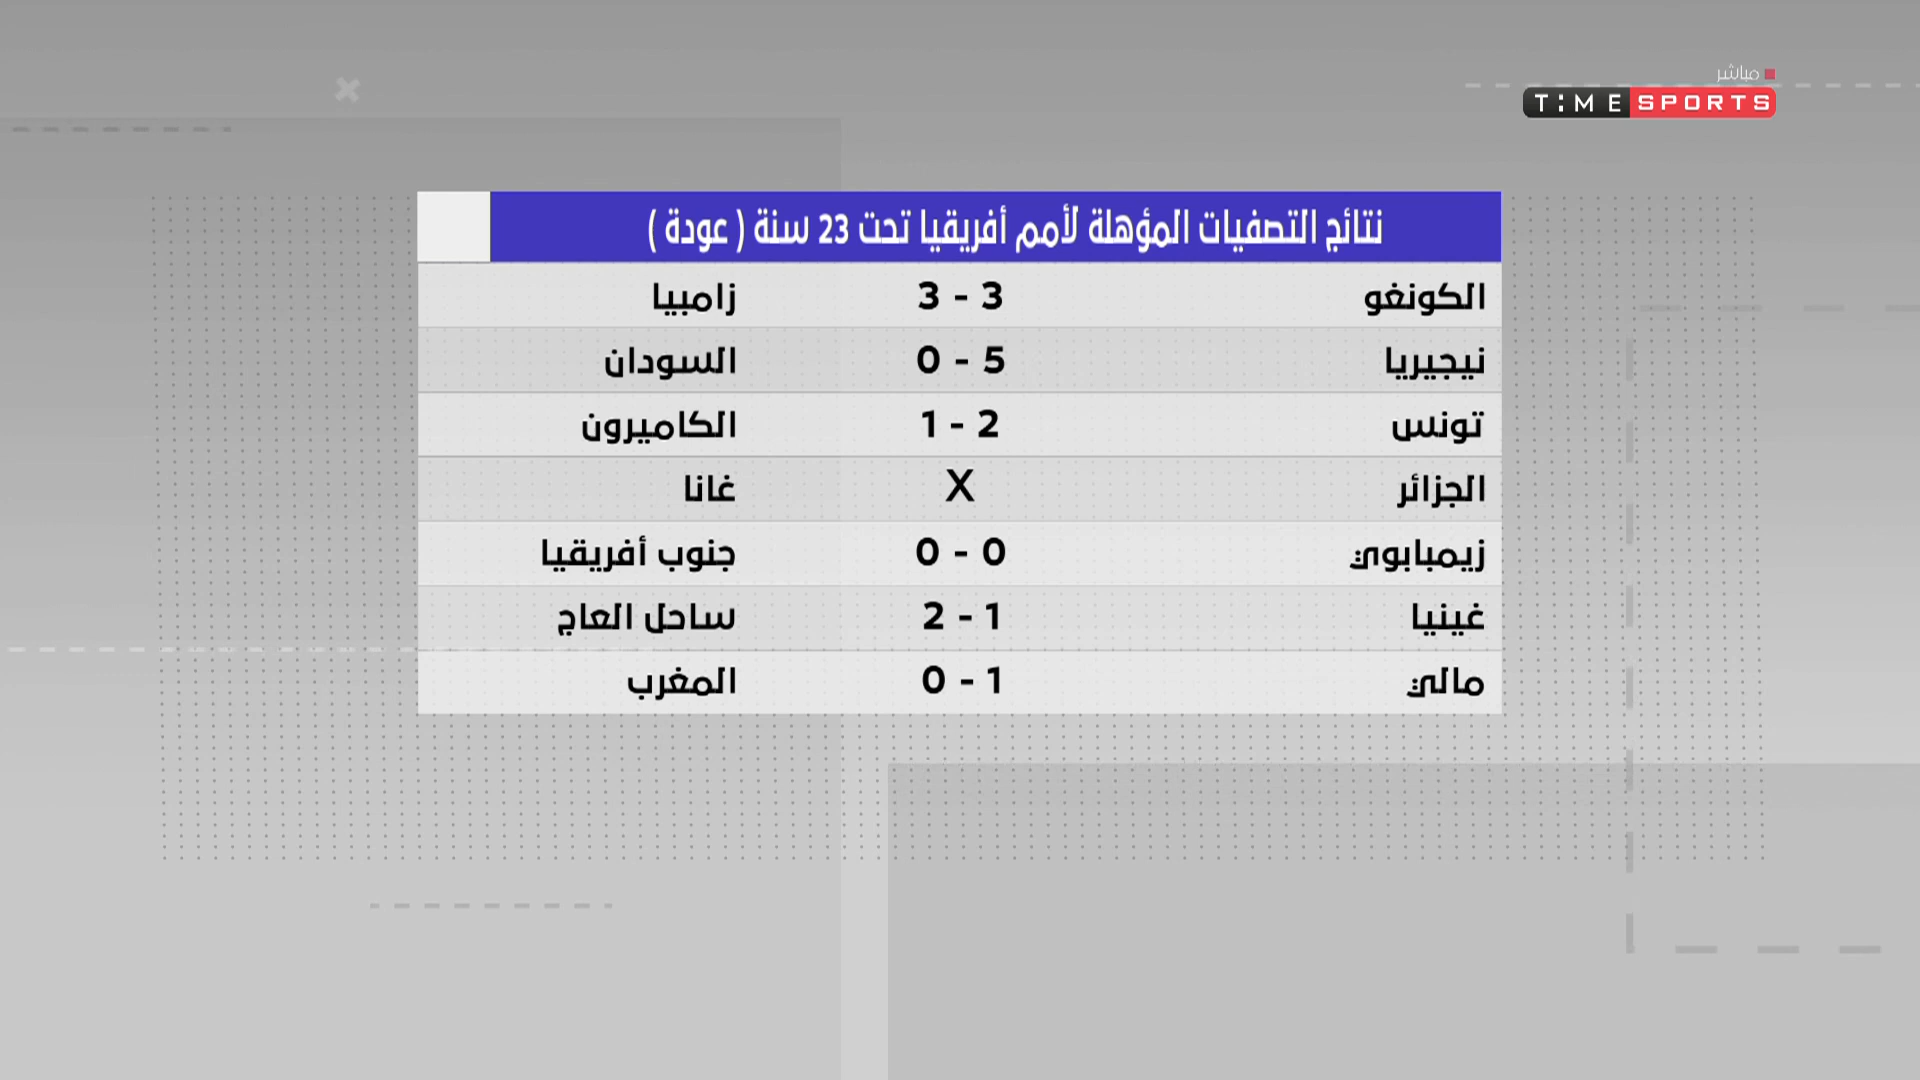 مباشر
TIME SPORTS
نتائج التصفيات المؤهلة لأمم أفريقيا تحت 23 سنة ( عودة )
الكونغو 3 - 3 زامبيا
نيجيريا 5 - 0 السودان
تونس 2 - 1 الكاميرون
الجزائر X غانا
زيمبابوي 0 - 0 جنوب أفريقيا
غينيا 1 - 2 ساحل العاج
مالي 1 - 0 المغرب